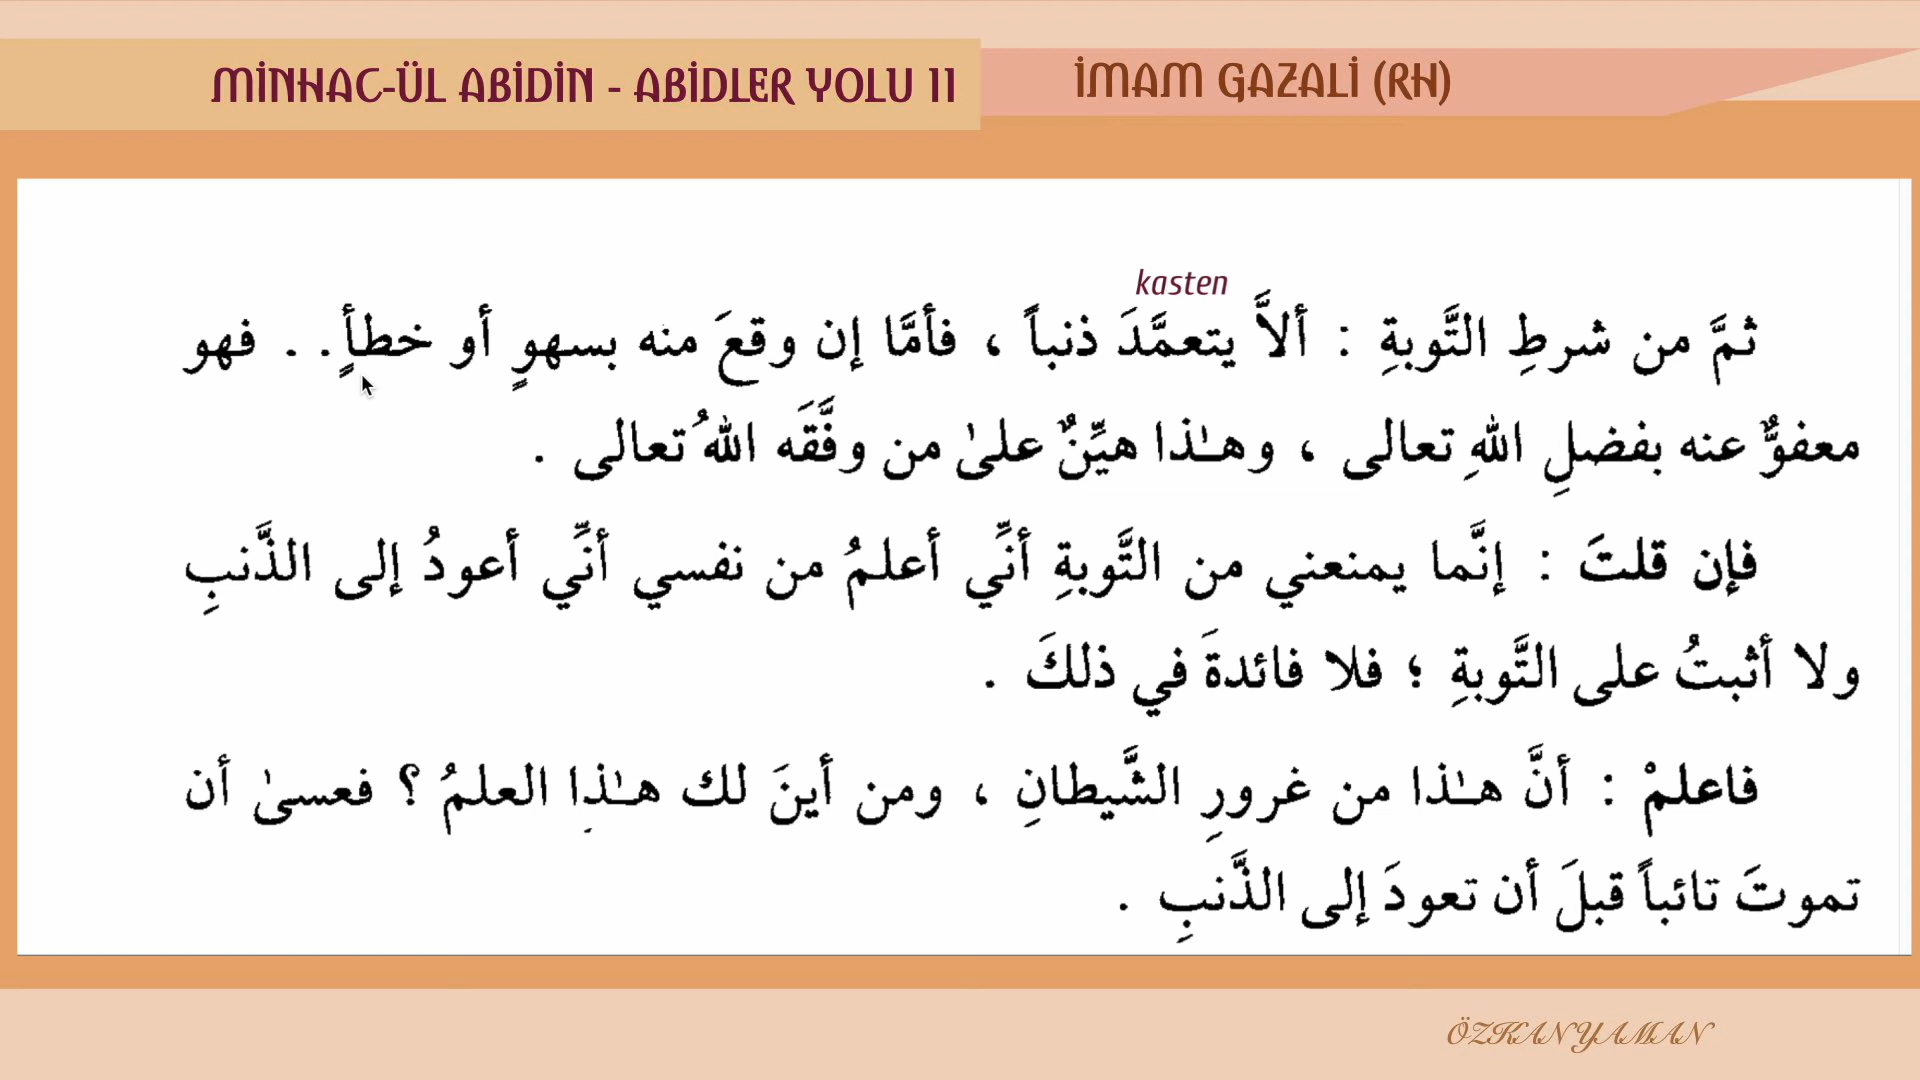 MİNHAC-ÜL ABİDİN - ABİDLER YOLU II
İMAM GAZALİ (RH)
kasten
ثمَّ من شرطِ التَّوبةِ : ألاَّ يتعمَّدَ ذنباً ، فأمَّا إن وقعَ منه بسهوٍ أو خطأٍ . . فهو
معفوٌّ عنه بفضلِ اللهِ تعالى ، وهـٰذا هيِّنٌ علىٰ من وفَّقَه اللهُ تعالى .
فإن قلتَ : إنَّما يمنعني من التَّوبةِ أنِّي أعلمُ من نفسي أنِّي أعودُ إلى الذَّنبِ
ولا أثبتُ على التَّوبةِ ؛ فلا فائدةَ في ذلكَ .
فاعلمْ : أنَّ هـٰذا من غرورِ الشَّيطانِ ، ومن أينَ لك هـٰذا العلمُ ؟ فعسىٰ أن
تموتَ تائباً قبلَ أن تعودَ إلى الذَّنبِ .
ÖZKAN YAMAN